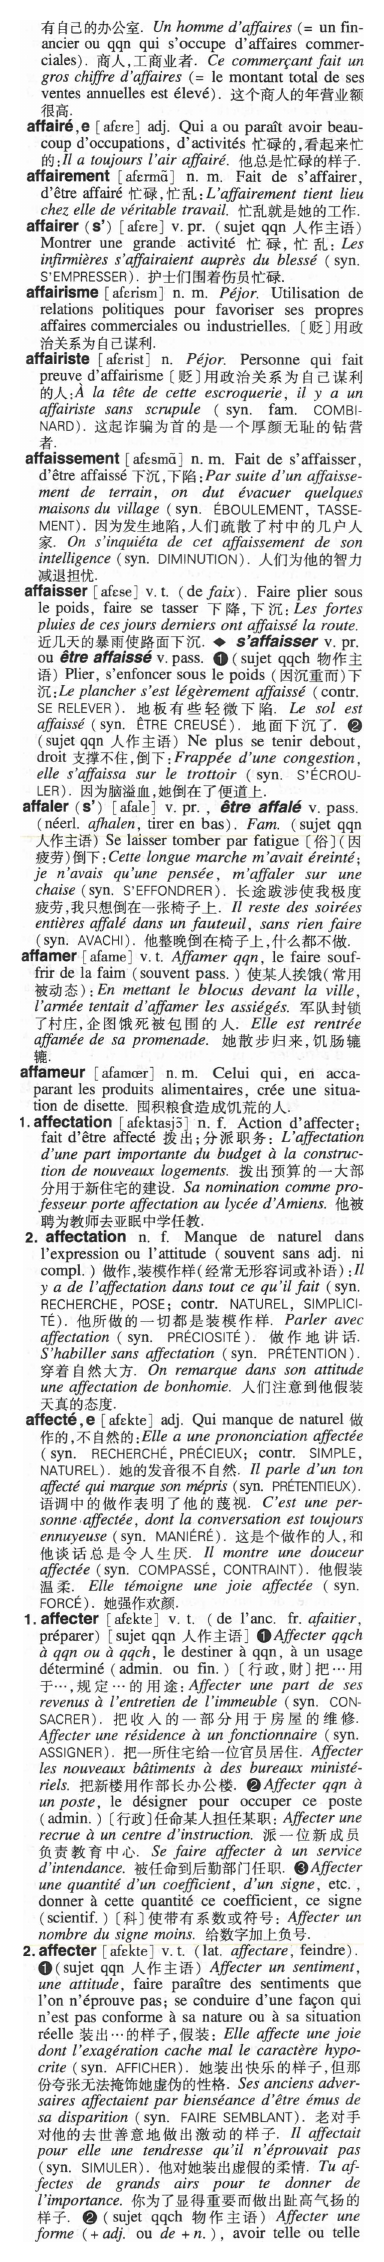 有自己的办公室. Un homme d'affaires (= un fin-
ancier ou qqn qui s'occupe d'affaires commer-
ciales). 商人,工商业者. Ce commerçant fait un
gros chiffre d'affaires (= le montant total de ses
ventes annuelles est élevé). 这个商人的年营业额
很高.
affairé,e [afɛre] adj. Qui a ou paraît avoir beau-
coup d'occupations, d'activités 忙碌的,看起来忙
的:Il a toujours l'air affairé. 他总是忙碌的样子.
affairement [afɛrmɑ̃] n. m. Fait de s'affairer,
d'être affairé 忙碌,忙乱:L'affairement tient lieu
chez elle de véritable travail. 忙乱就是她的工作.
affairer (s') [afɛre] v. pr. (sujet qqn 人作主语)
Montrer une grande activité 忙碌,忙乱: Les
infirmières s'affairaient auprès du blessé (syn.
S'EMPRESSER). 护士们围着伤员忙碌.
affairisme [afɛrism] n. m. Péjor. Utilisation de
relations politiques pour favoriser ses propres
affaires commerciales ou industrielles. [贬]用政
治关系为自己谋利.
affairiste [afɛrist] n. Péjor. Personne qui fait
preuve d'affairisme [贬]用政治关系为自己谋利
的人:À la tête de cette escroquerie, il y a un
affairiste sans scrupule (syn. fam. COMBI-
NARD). 这起诈骗为首的是一个厚颜无耻的钻营
者.
affaissement [afɛsmɑ̃] n. m. Fait de s'affaisser,
d'être affaissé 下沉,下陷:Par suite d'un affaisse-
ment de terrain, on dut évacuer quelques
maisons du village (syn. ÉBOULEMENT, TASSE-
MENT). 因为发生地陷,人们疏散了村中的几户人
家. On s'inquiéta de cet affaissement de son
intelligence (syn. DIMINUTION). 人们为他的智力
减退担忧.
affaisser [afɛse] v. t. (de faix). Faire plier sous
le poids, faire se tasser 下降,下沉: Les fortes
pluies de ces jours derniers ont affaissé la route.
近几天的暴雨使路面下沉. ◆ s'affaisser v. pr.
ou être affaissé v. pass. ❶(sujet qqch 物作主
语) Plier, s'enfoncer sous le poids (因沉重而)下
沉:Le plancher s'est légèrement affaissé (contr.
SE RELEVER). 地板有些轻微下陷. Le sol est
affaissé (syn. ÊTRE CREUSÉ). 地面下沉了. ❷
(sujet qqn 人作主语) Ne plus se tenir debout,
droit 支撑不住,倒下:Frappée d'une congestion,
elle s'affaissa sur le trottoir (syn. S'ÉCROU-
LER). 因为脑溢血,她倒在了便道上.
affaler (s') [afale] v. pr., être affalé v. pass.
(néerl. afhalen, tirer en bas). Fam. (sujet qqn
人作主语) Se laisser tomber par fatigue [俗](因
疲劳)倒下:Cette longue marche m'avait éreinté;
je n'avais qu'une pensée, m'affaler sur une
chaise (syn. S'EFFONDRER). 长途跋涉使我极度
疲劳,我只想倒在一张椅子上. Il reste des soirées
entières affalé dans un fauteuil, sans rien faire
(syn. AVACHI). 他整晚倒在椅子上,什么都不做.
affamer [afame] v. t. Affamer qqn, le faire souf-
frir de la faim (souvent pass.) 使某人挨饿(常用
被动态):En mettant le blocus devant la ville,
l'armée tentait d'affamer les assiégés. 军队封锁
了村庄,企图饿死被包围的人. Elle est rentrée
affamée de sa promenade. 她散步归来,饥肠辘
辘.
affameur [afamœr] n. m. Celui qui, en acca-
parant les produits alimentaires, crée une situa-
tion de disette. 囤积粮食造成饥荒的人.
1. affectation [afɛktasjɔ̃] n. f. Action d'affecter;
fait d'être affecté 拨出;分派职务: L'affectation
d'une part importante du budget à la construc-
tion de nouveaux logements. 拨出预算的一大部
分用于新住宅的建设. Sa nomination comme pro-
fesseur porte affectation au lycée d'Amiens. 他被
聘为教师去亚眠中学任教.
2. affectation n. f. Manque de naturel dans
l'expression ou l'attitude (souvent sans adj. ni
compl.) 做作,装模作样(经常无形容词或补语):Il
y a de l'affectation dans tout ce qu'il fait (syn.
RECHERCHE, POSE; contr. NATUREL, SIMPLICI-
TÉ). 他所做的一切都是装模作样. Parler avec
affectation (syn. PRÉCIOSITÉ). 做作地讲话.
S'habiller sans affectation (syn. PRÉTENTION).
穿着自然大方. On remarque dans son attitude
une affectation de bonhomie. 人们注意到他假装
天真的态度.
affecté,e [afɛkte] adj. Qui manque de naturel 做
作的,不自然的:Elle a une prononciation affectée
(syn. RECHERCHÉ, PRÉCIEUX; contr. SIMPLE,
NATUREL). 她的发音很不自然. Il parle d'un ton
affecté qui marque son mépris (syn. PRÉTENTIEUX).
语调中的做作表明了他的蔑视. C'est une per-
sonne affectée, dont la conversation est toujours
ennuyeuse (syn. MANIÉRÉ). 这是个做作的人,和
他谈话总是令人生厌. Il montre une douceur
affectée (syn. COMPASSÉ, CONTRAINT). 他假装
温柔. Elle témoigne une joie affectée (syn.
FORCÉ). 她强作欢颜.
1. affecter [afɛkte] v. t. (de l'anc. fr. afaitier,
préparer) [sujet qqn 人作主语] ❶Affecter qqch
à qqn ou à qqch, le destiner à qqn, à un usage
déterminé (admin. ou fin.) [行政,财]把…用
于…,规定…的用途: Affecter une part de ses
revenus à l'entretien de l'immeuble (syn. CON-
SACRER). 把收入的一部分用于房屋的维修.
Affecter une résidence à un fonctionnaire (syn.
ASSIGNER). 把一所住宅给一位官员居住. Affecter
les nouveaux bâtiments à des bureaux ministé-
riels. 把新楼用作部长办公楼. ❷Affecter qqn à
un poste, le désigner pour occuper ce poste
(admin.) [行政]任命某人担任某职: Affecter une
recrue à un centre d'instruction. 派一位新成员
负责教育中心. Se faire affecter à un service
d'intendance. 被任命到后勤部门任职. ❸Affecter
une quantité d'un coefficient, d'un signe, etc.,
donner à cette quantité ce coefficient, ce signe
(scientif.) [科]使带有系数或符号: Affecter un
nombre du signe moins. 给数字加上负号.
2. affecter [afɛkte] v. t. (lat. affectare, feindre).
❶(sujet qqn 人作主语) Affecter un sentiment,
une attitude, faire paraître des sentiments que
l'on n'éprouve pas; se conduire d'une façon qui
n'est pas conforme à sa nature ou à sa situation
réelle 装出…的样子,假装: Elle affecte une joie
dont l'exagération cache mal le caractère hypo-
crite (syn. AFFICHER). 她装出快乐的样子,但那
份夸张无法掩饰她虚伪的性格. Ses anciens adver-
saires affectaient par bienséance d'être émus de
sa disparition (syn. FAIRE SEMBLANT). 老对手
对他的去世善意地做出激动的样子. Il affectait
pour elle une tendresse qu'il n'éprouvait pas
(syn. SIMULER). 他对她装出虚假的柔情. Tu af-
fectes de grands airs pour te donner de
l'importance. 你为了显得重要而做出趾高气扬的
样子. ❷ (sujet qqch 物作主语) Affecter une
forme (+ adj. ou de + n.), avoir telle ou telle